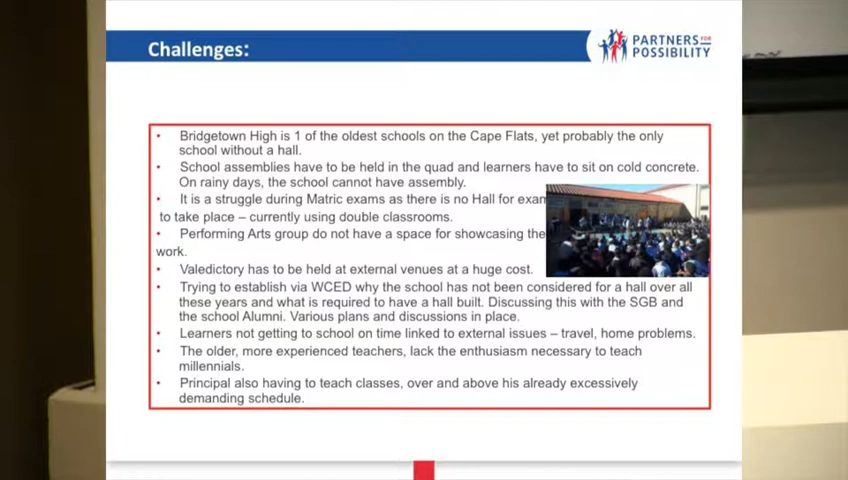 Challenges:
PARTNERS FOR
POSSIBILITY
• Bridgetown High is 1 of the oldest schools on the Cape Flats, yet probably the only
school without a hall.
• School assemblies have to be held in the quad and learners have to sit on cold concrete.
On rainy days, the school cannot have assembly.
• It is a struggle during Matric exams as there is no Hall for exam
to take place – currently using double classrooms.
• Performing Arts group do not have a space for showcasing the
work.
• Valedictory has to be held at external venues at a huge cost.
• Trying to establish via WCED why the school has not been considered for a hall over all
these years and what is required to have a hall built. Discussing this with the SGB and
the school Alumni. Various plans and discussions in place.
• Learners not getting to school on time linked to external issues – travel, home problems.
• The older, more experienced teachers, lack the enthusiasm necessary to teach
millennials.
• Principal also having to teach classes, over and above his already excessively
demanding schedule.